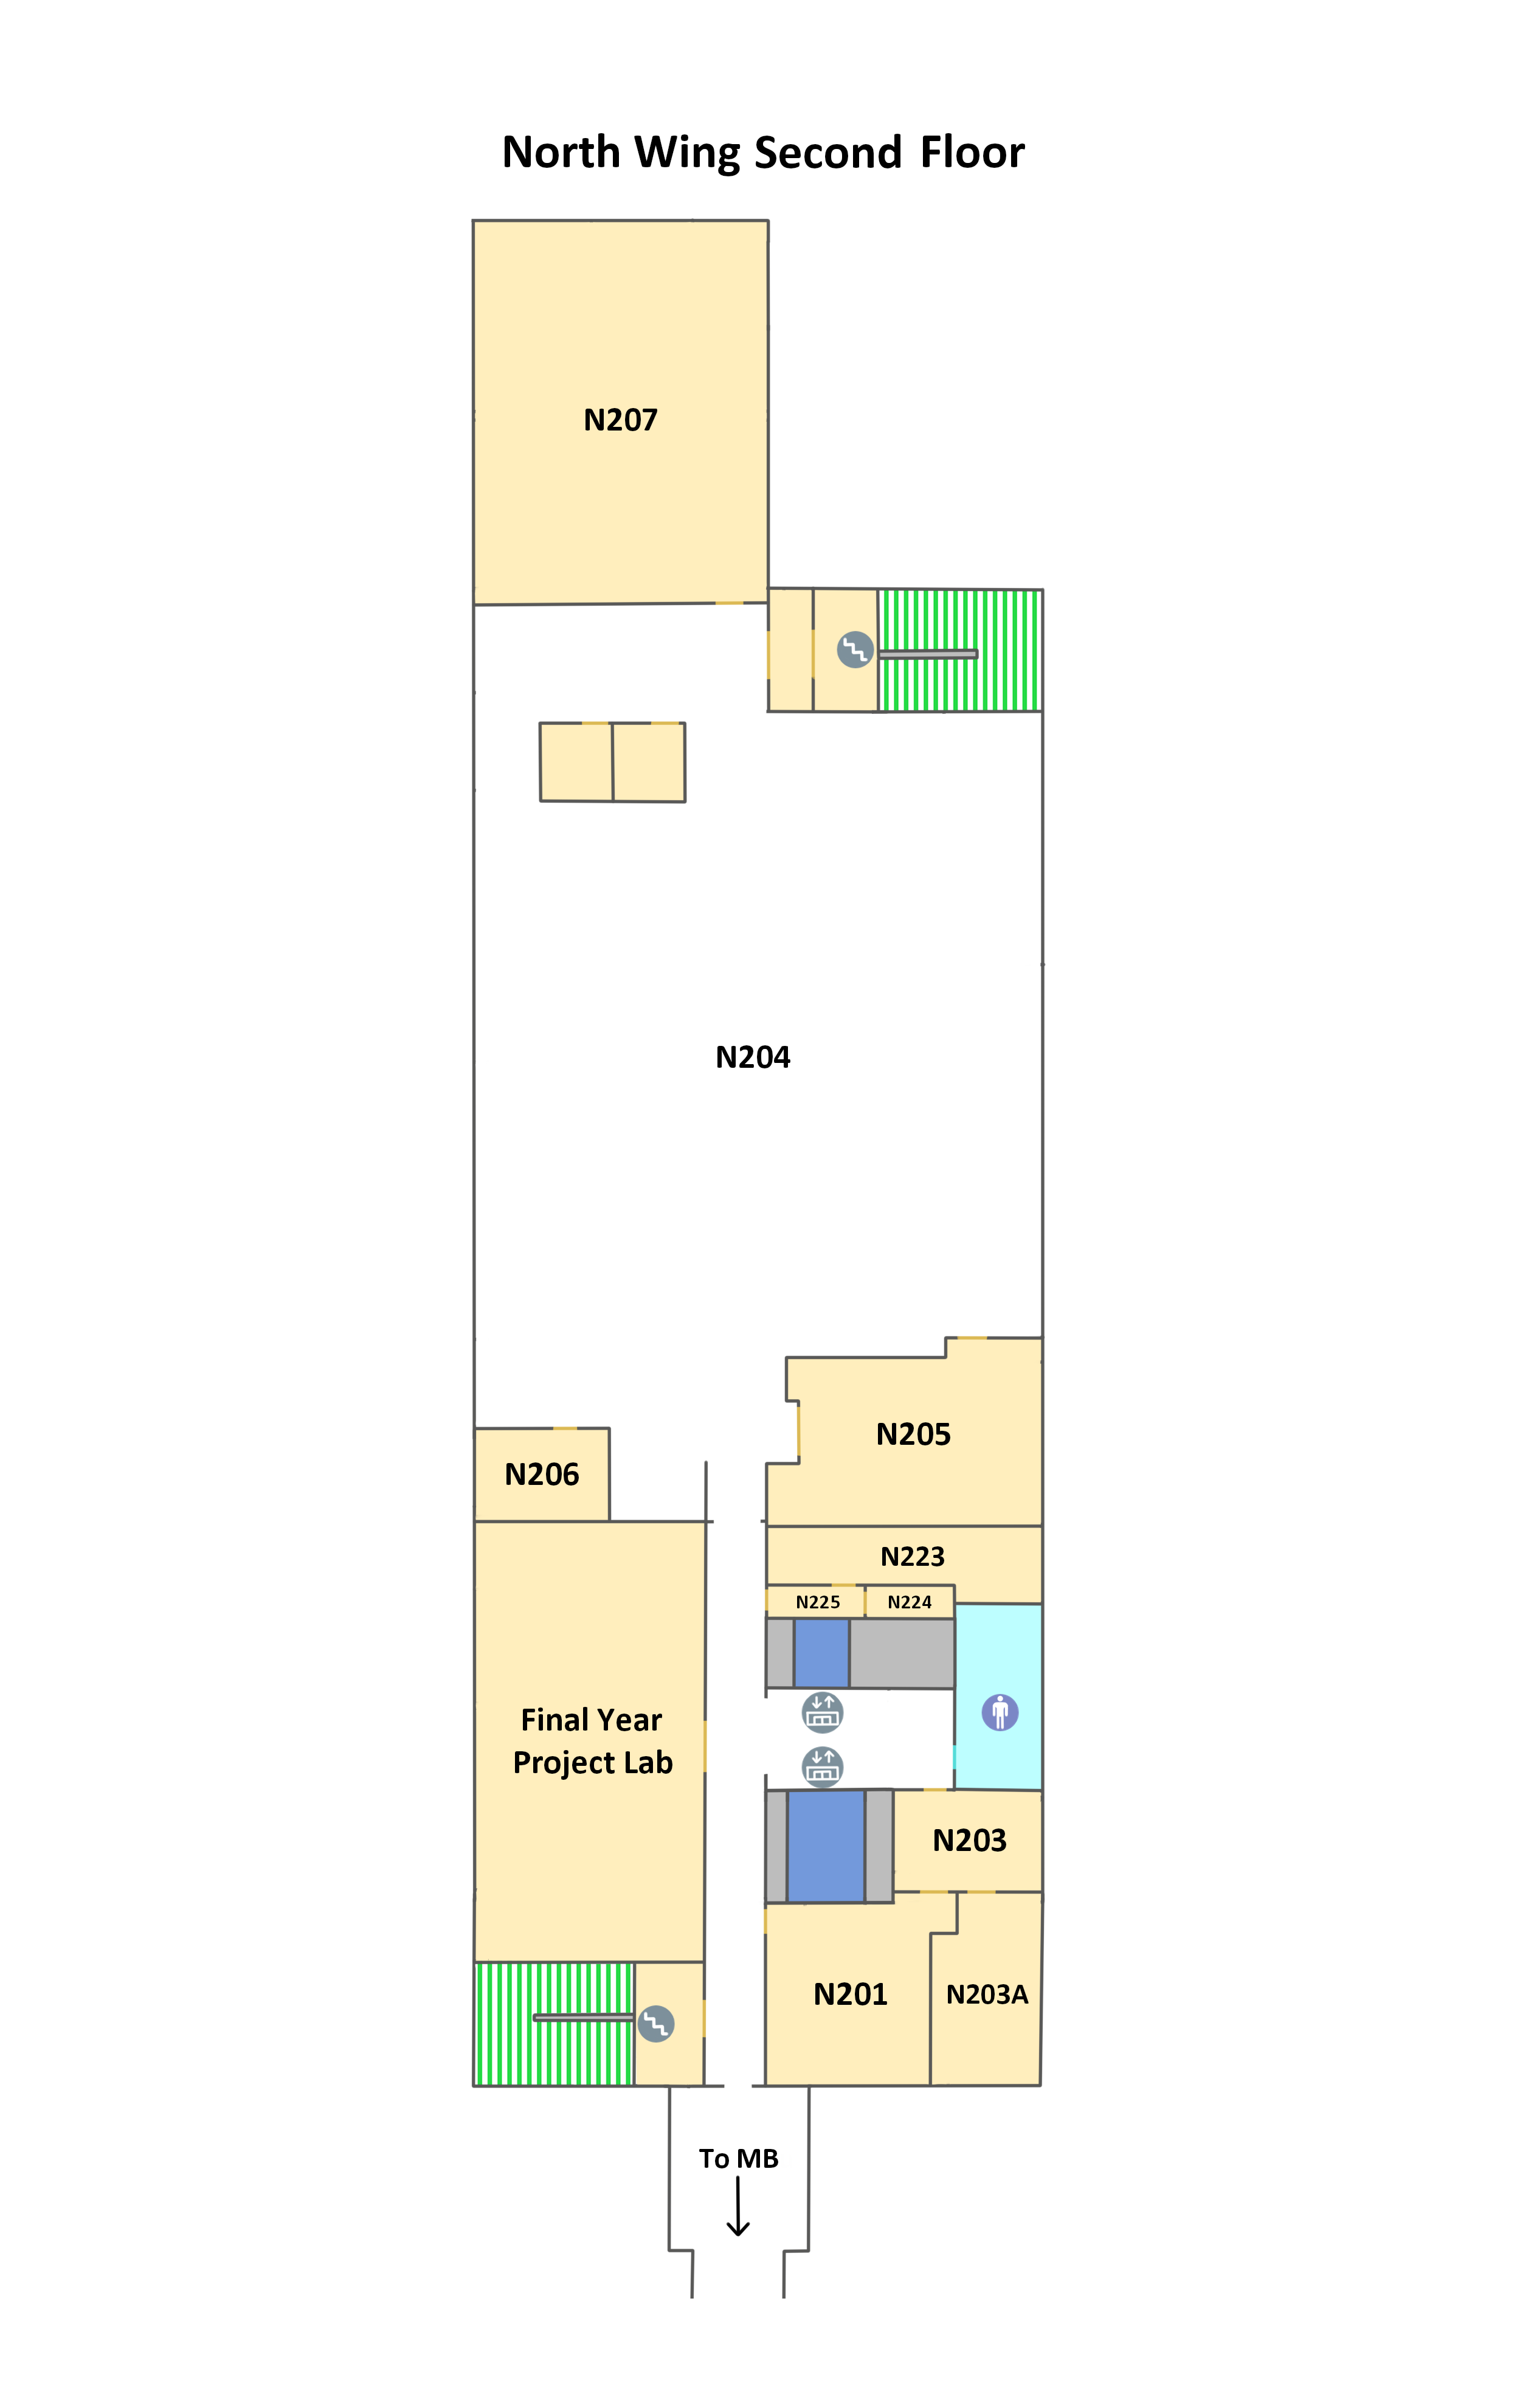 North Wing Second Floor
N207
N204
N205
N206
N223
N225
N224
Final Year
Project Lab
N203
N201
N203A
To MB